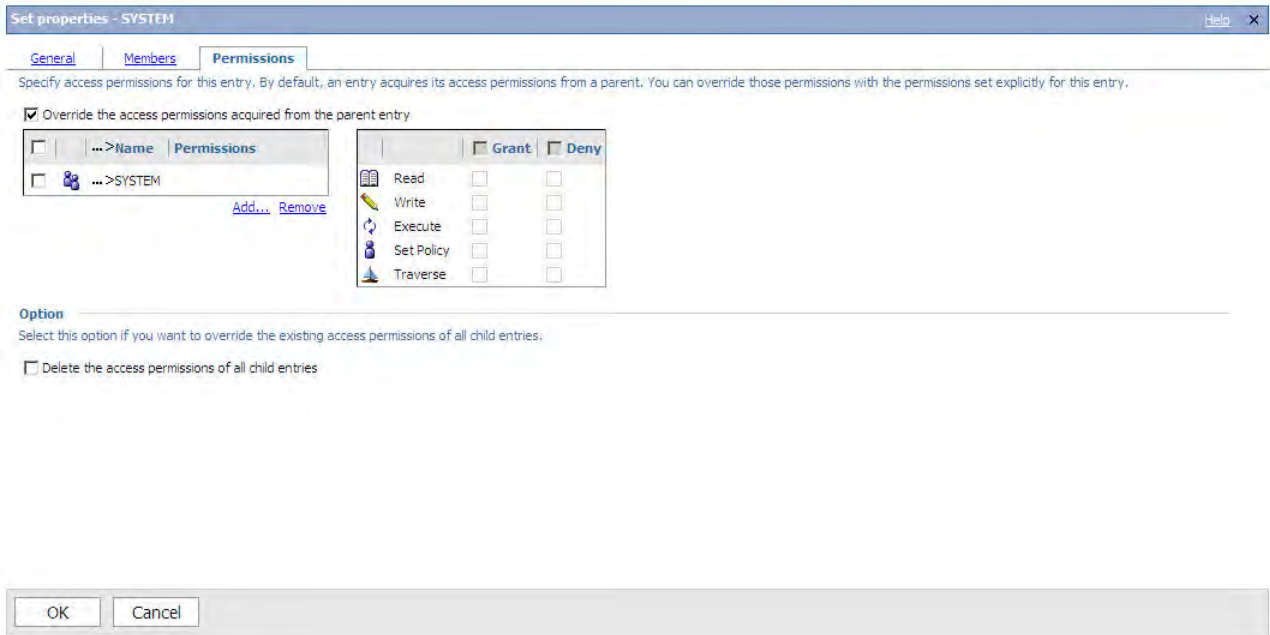 Set properties - SYSTEM Help X
General Members Permissions
Specify access permissions for this entry. By default, an entry acquires its access permissions from a parent. You can override those permissions with the permissions set explicitly for this entry.
Override the access permissions acquired from the parent entry
...>Name Permissions
...>SYSTEM
Add... Remove
Grant Deny
Read
Write
Execute
Set Policy
Traverse
Option
Select this option if you want to override the existing access permissions of all child entries.
Delete the access permissions of all child entries
OK Cancel